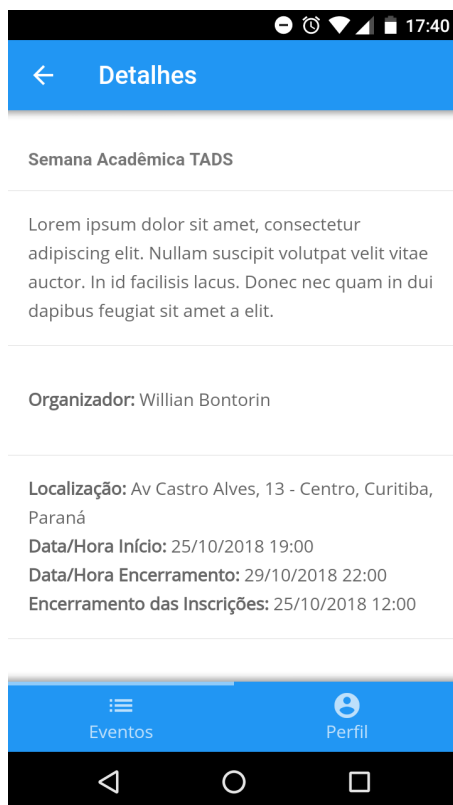 17:40
Detalhes
Semana Acadêmica TADS
Lorem ipsum dolor sit amet, consectetur
adipiscing elit. Nullam suscipit volutpat velit vitae
auctor. In id facilisis lacus. Donec nec quam in dui
dapibus feugiat sit amet a elit.
Organizador: Willian Bontorin
Localização: Av Castro Alves, 13 - Centro, Curitiba,
Paraná
Data/Hora Início: 25/10/2018 19:00
Data/Hora Encerramento: 29/10/2018 22:00
Encerramento das Inscrições: 25/10/2018 12:00
Eventos
Perfil